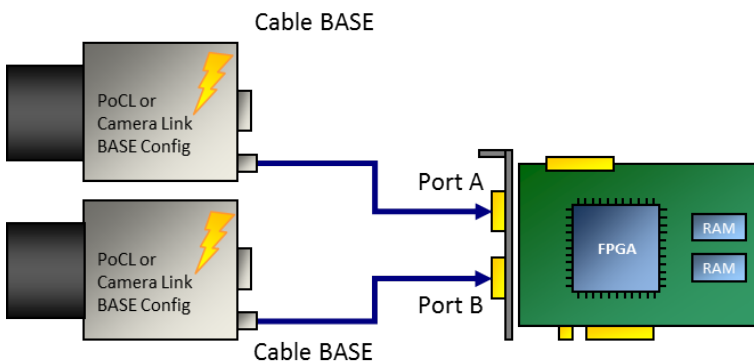 Cable BASE
PoCL or
Camera Link
BASE Config
Port A
FPGA
RAM
RAM
PoCL or
Camera Link
BASE Config
Port B
Cable BASE